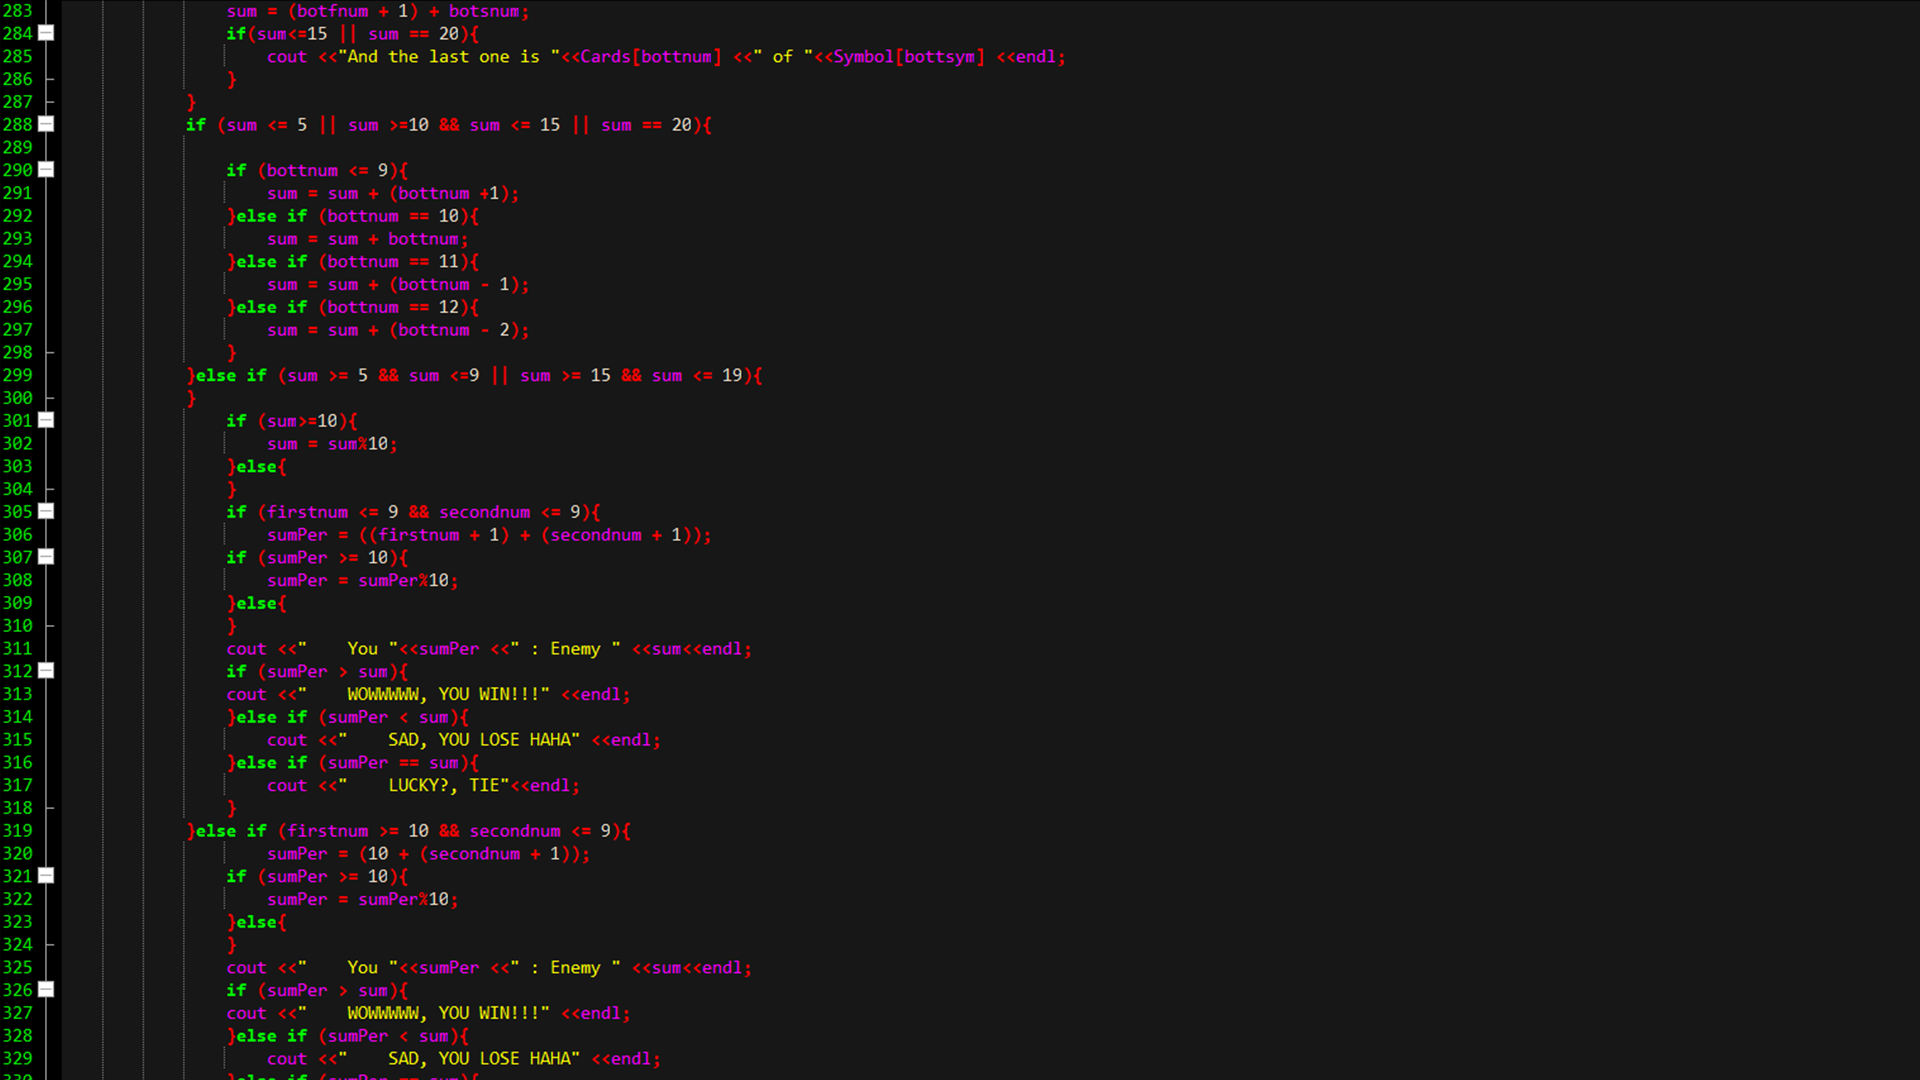 283 sum = (botfnum + 1) + botsnum;
284 if(sum<=15 || sum == 20){
285 cout <<"And the last one is "<<Cards[bottnum] <<" of "<<Symbol[bottsym] <<endl;
286 }
287 }
288 if (sum <= 5 || sum >=10 && sum <= 15 || sum == 20){
289
290 if (bottnum <= 9){
291 sum = sum + (bottnum +1);
292 }else if (bottnum == 10){
293 sum = sum + bottnum;
294 }else if (bottnum == 11){
295 sum = sum + (bottnum - 1);
296 }else if (bottnum == 12){
297 sum = sum + (bottnum - 2);
298 }
299 }else if (sum >= 5 && sum <=9 || sum >= 15 && sum <= 19){
300 }
301 if (sum>=10){
302 sum = sum%10;
303 }else{
304 }
305 if (firstnum <= 9 && secondnum <= 9){
306 sumPer = ((firstnum + 1) + (secondnum + 1));
307 if (sumPer >= 10){
308 sumPer = sumPer%10;
309 }else{
310 }
311 cout <<"    You "<<sumPer <<" : Enemy " <<sum<<endl;
312 if (sumPer > sum){
313 cout <<"    WOWWWWW, YOU WIN!!!" <<endl;
314 }else if (sumPer < sum){
315 cout <<"    SAD, YOU LOSE HAHA" <<endl;
316 }else if (sumPer == sum){
317 cout <<"    LUCKY?, TIE"<<endl;
318 }
319 }else if (firstnum >= 10 && secondnum <= 9){
320 sumPer = (10 + (secondnum + 1));
321 if (sumPer >= 10){
322 sumPer = sumPer%10;
323 }else{
324 }
325 cout <<"    You "<<sumPer <<" : Enemy " <<sum<<endl;
326 if (sumPer > sum){
327 cout <<"    WOWWWWW, YOU WIN!!!" <<endl;
328 }else if (sumPer < sum){
329 cout <<"    SAD, YOU LOSE HAHA" <<endl;
330 }else if (sumPer == sum){